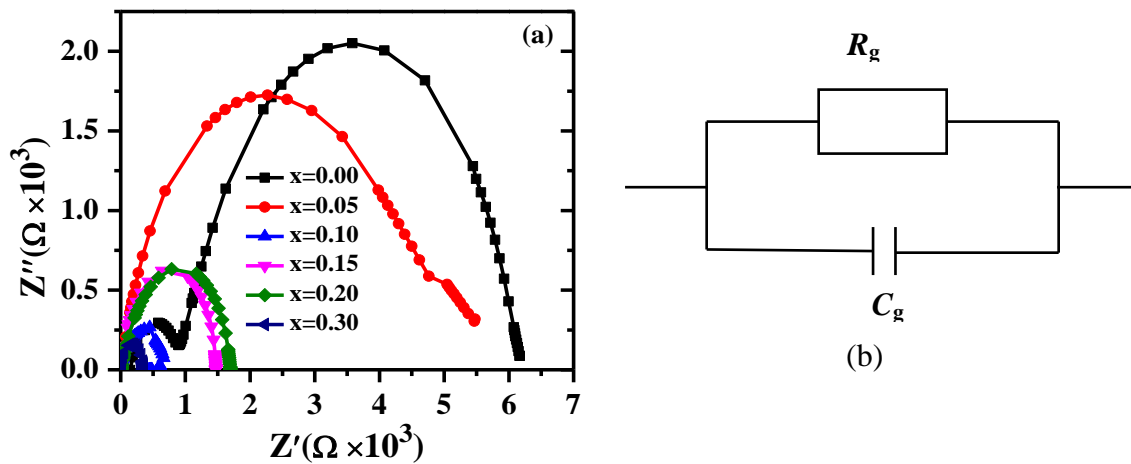 (a)
2.0
1.5
1.0
0.5
0.0
Z″(Ω ×10³)
x=0.00
x=0.05
x=0.10
x=0.15
x=0.20
x=0.30
0 1 2 3 4 5 6 7
Z′(Ω ×10³)
Rg
Cg
(b)